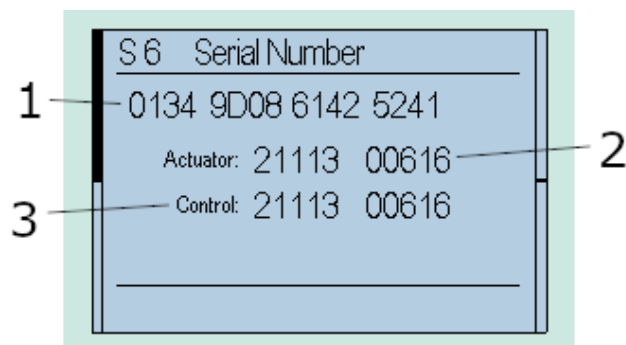 S 6 Serial Number
1 0134 9D08 6142 5241
Actuator: 21113 00616 2
3 Control: 21113 00616